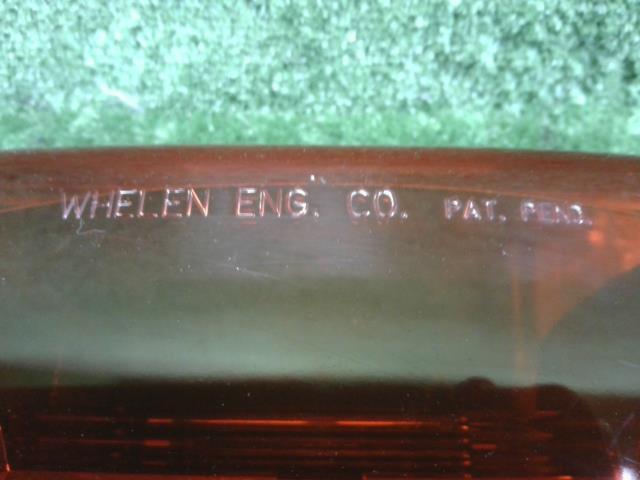 WHELEN ENG. CO. PAT. PEND.